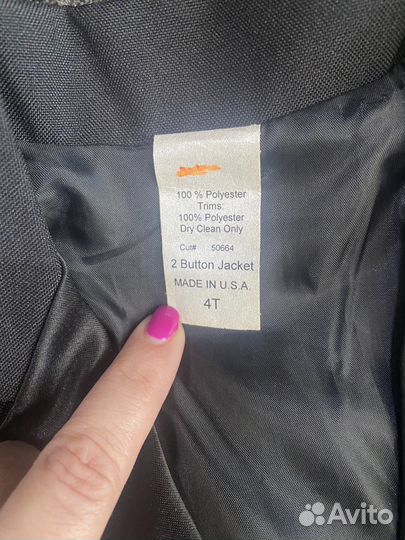 100 % Polyester
Trims:
100% Polyester
Dry Clean Only
Cut# 50664
2 Button Jacket
MADE IN U.S.A.
4T
Avito